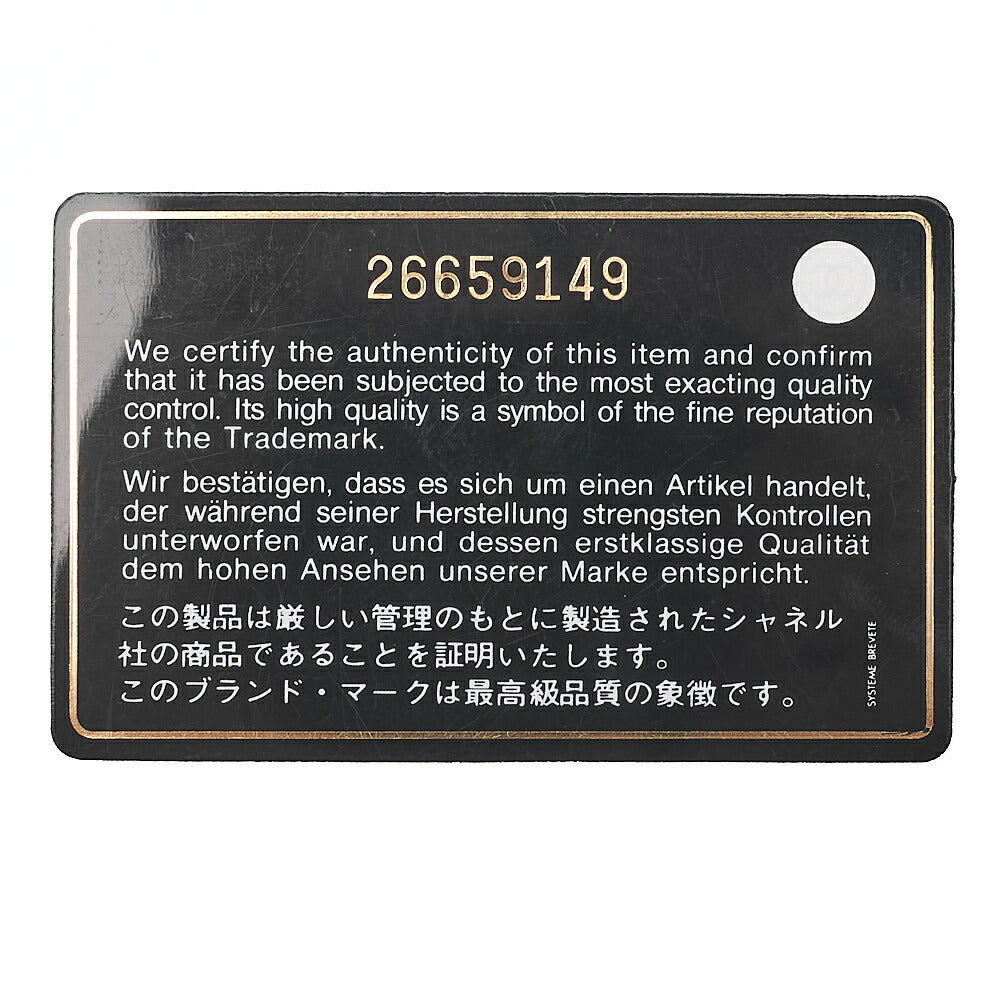 26659149
We certify the authenticity of this item and confirm
that it has been subjected to the most exacting quality
control. Its high quality is a symbol of the fine reputation
of the Trademark.
Wir bestätigen, dass es sich um einen Artikel handelt,
der während seiner Herstellung strengsten Kontrollen
unterworfen war, und dessen erstklassige Qualität
dem hohen Ansehen unserer Marke entspricht.
この製品は厳しい管理のもとに製造されたシャネル
社の商品であることを証明いたします。
このブランド・マークは最高級品質の象徴です。
SYSTEME BREVETE